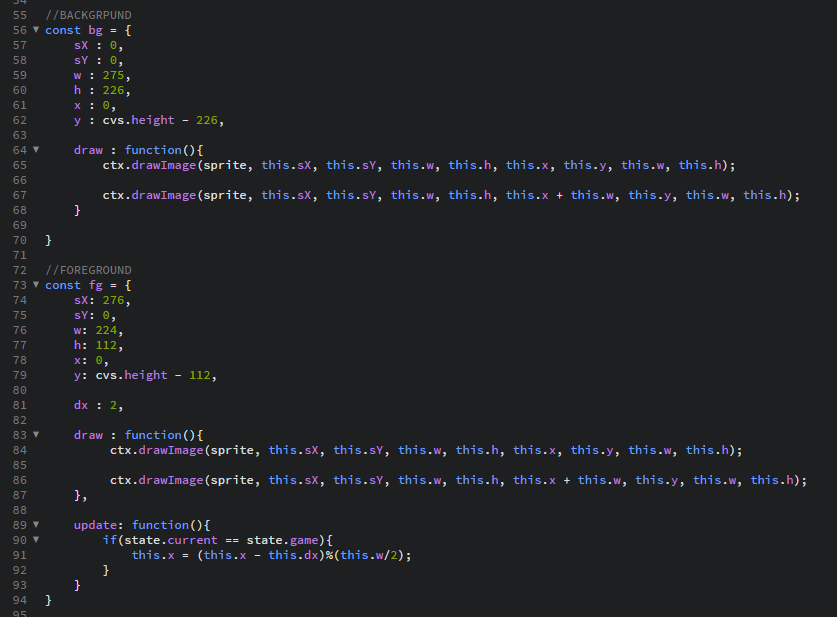 54
55 //BACKGRPUND
56 ▼ const bg = {
57     sX : 0,
58     sY : 0,
59     w : 275,
60     h : 226,
61     x : 0,
62     y : cvs.height - 226,
63
64 ▼     draw : function(){
65         ctx.drawImage(sprite, this.sX, this.sY, this.w, this.h, this.x, this.y, this.w, this.h);
66
67         ctx.drawImage(sprite, this.sX, this.sY, this.w, this.h, this.x + this.w, this.y, this.w, this.h);
68     }
69
70 }
71
72 //FOREGROUND
73 ▼ const fg = {
74     sX: 276,
75     sY: 0,
76     w: 224,
77     h: 112,
78     x: 0,
79     y: cvs.height - 112,
80
81     dx : 2,
82
83 ▼     draw : function(){
84          ctx.drawImage(sprite, this.sX, this.sY, this.w, this.h, this.x, this.y, this.w, this.h);
85
86          ctx.drawImage(sprite, this.sX, this.sY, this.w, this.h, this.x + this.w, this.y, this.w, this.h);
87     },
88
89 ▼     update: function(){
90 ▼         if(state.current == state.game){
91             this.x = (this.x - this.dx)%(this.w/2);
92         }
93     }
94 }
95